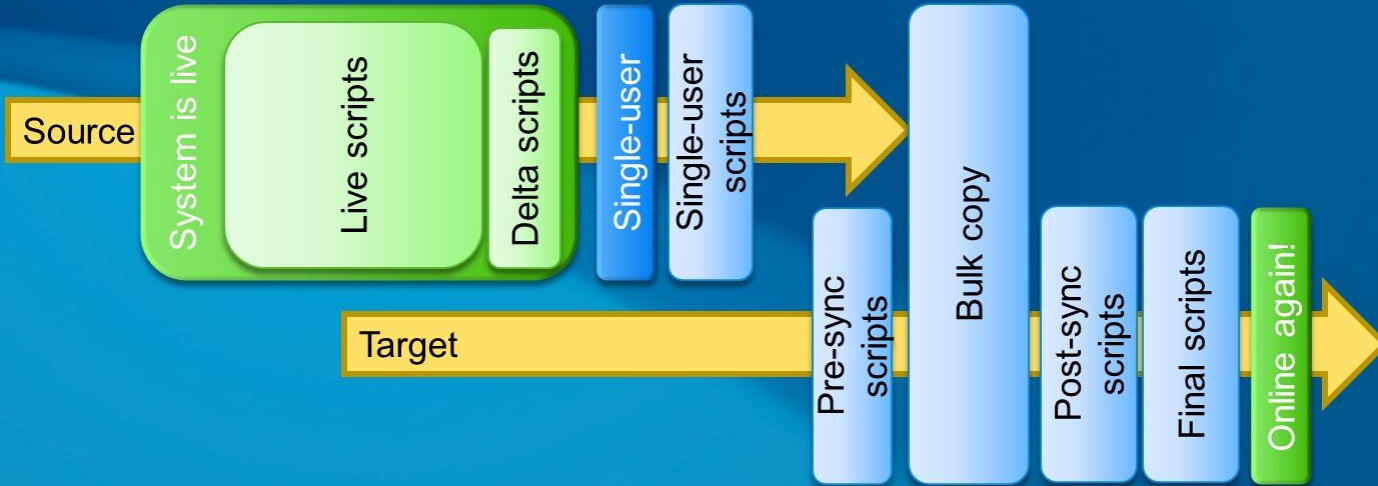 Source
System is live
Live scripts
Delta scripts
Single-user
Single-user
scripts
Target
Pre-sync
scripts
Bulk copy
Post-sync
scripts
Final scripts
Online again!